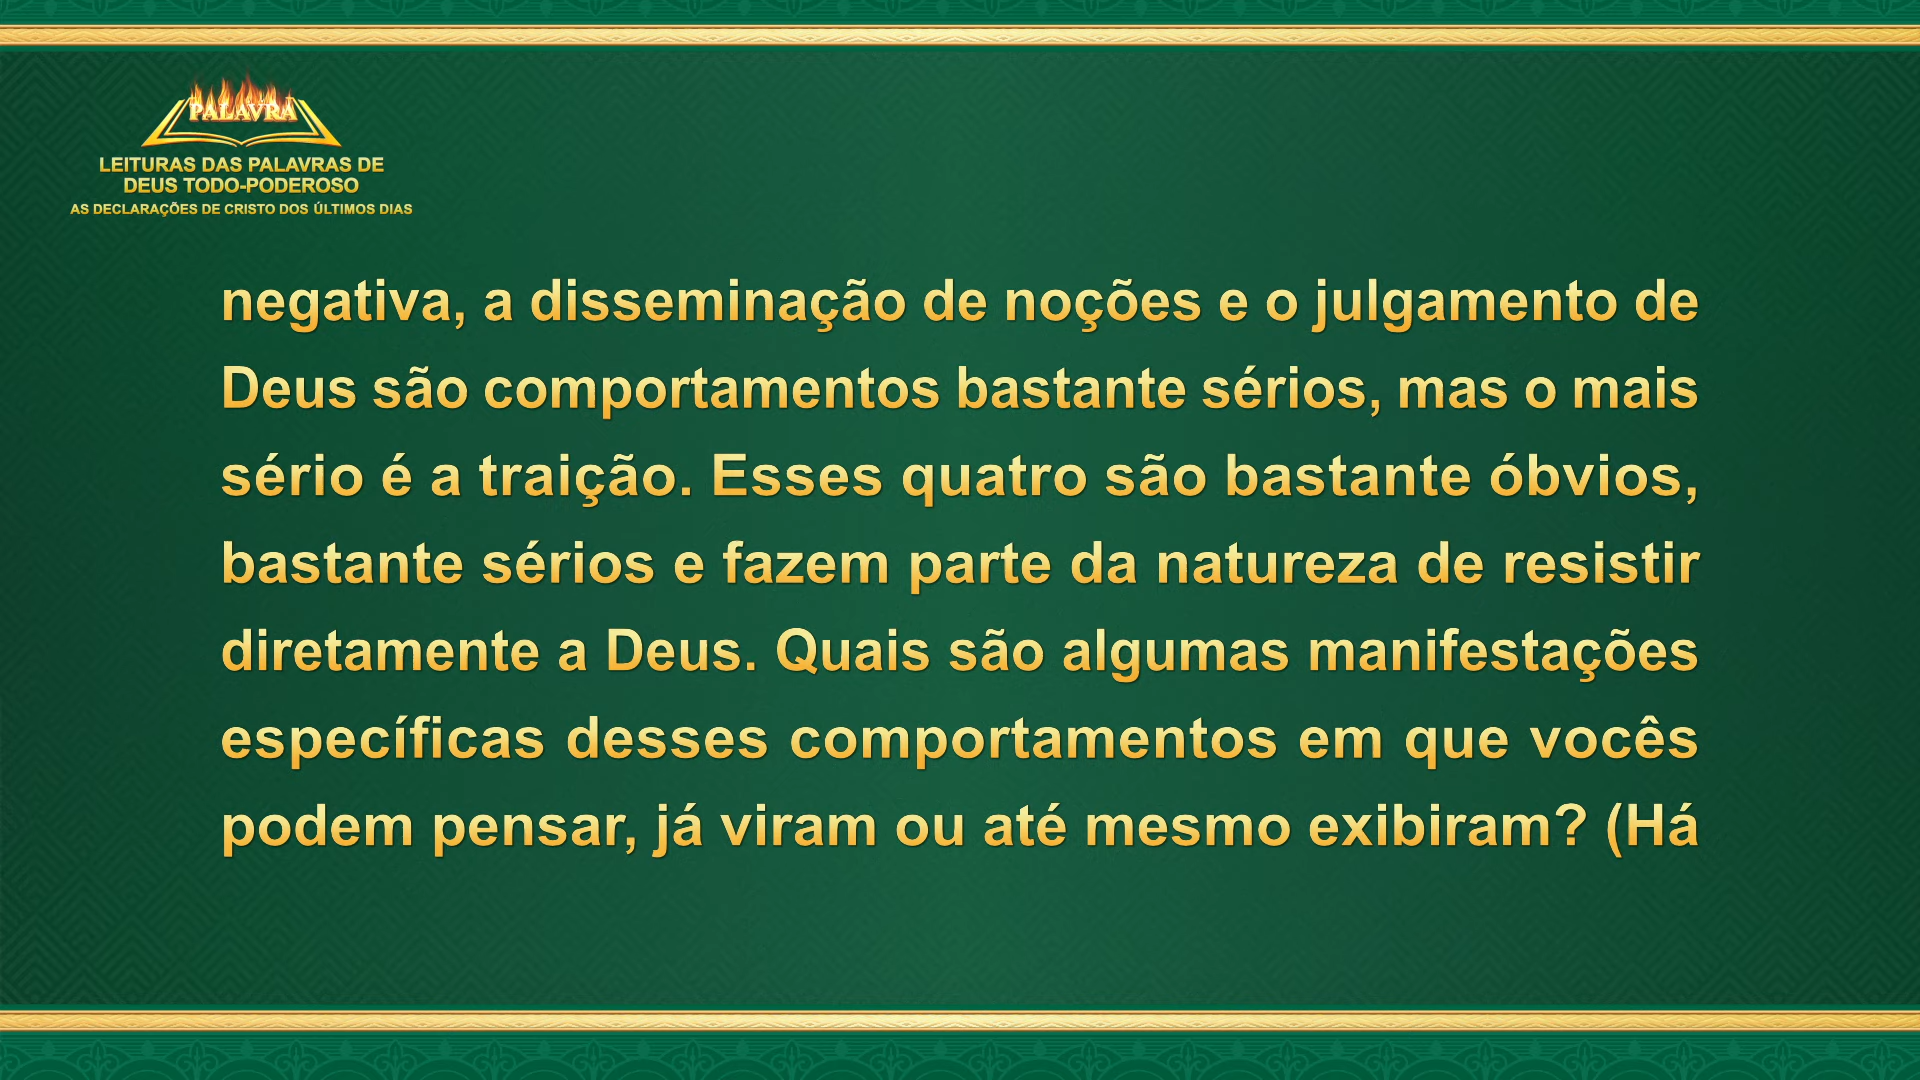 PALAVRA
LEITURAS DAS PALAVRAS DE
DEUS TODO-PODEROSO
AS DECLARAÇÕES DE CRISTO DOS ÚLTIMOS DIAS
negativa, a disseminação de noções e o julgamento de
Deus são comportamentos bastante sérios, mas o mais
sério é a traição. Esses quatro são bastante óbvios,
bastante sérios e fazem parte da natureza de resistir
diretamente a Deus. Quais são algumas manifestações
específicas desses comportamentos em que vocês
podem pensar, já viram ou até mesmo exibiram? (Há